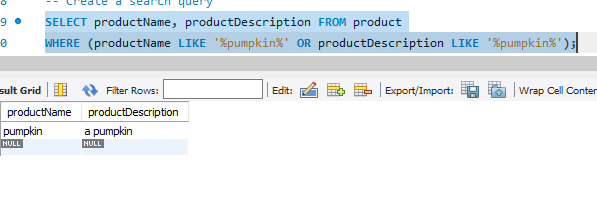 8 -- Create a search query
9 SELECT productName, productDescription FROM product
0 WHERE (productName LIKE '%pumpkin%' OR productDescription LIKE '%pumpkin%');
sult Grid Filter Rows: Edit: Export/Import: Wrap Cell Conter
productName productDescription
pumpkin a pumpkin
NULL NULL